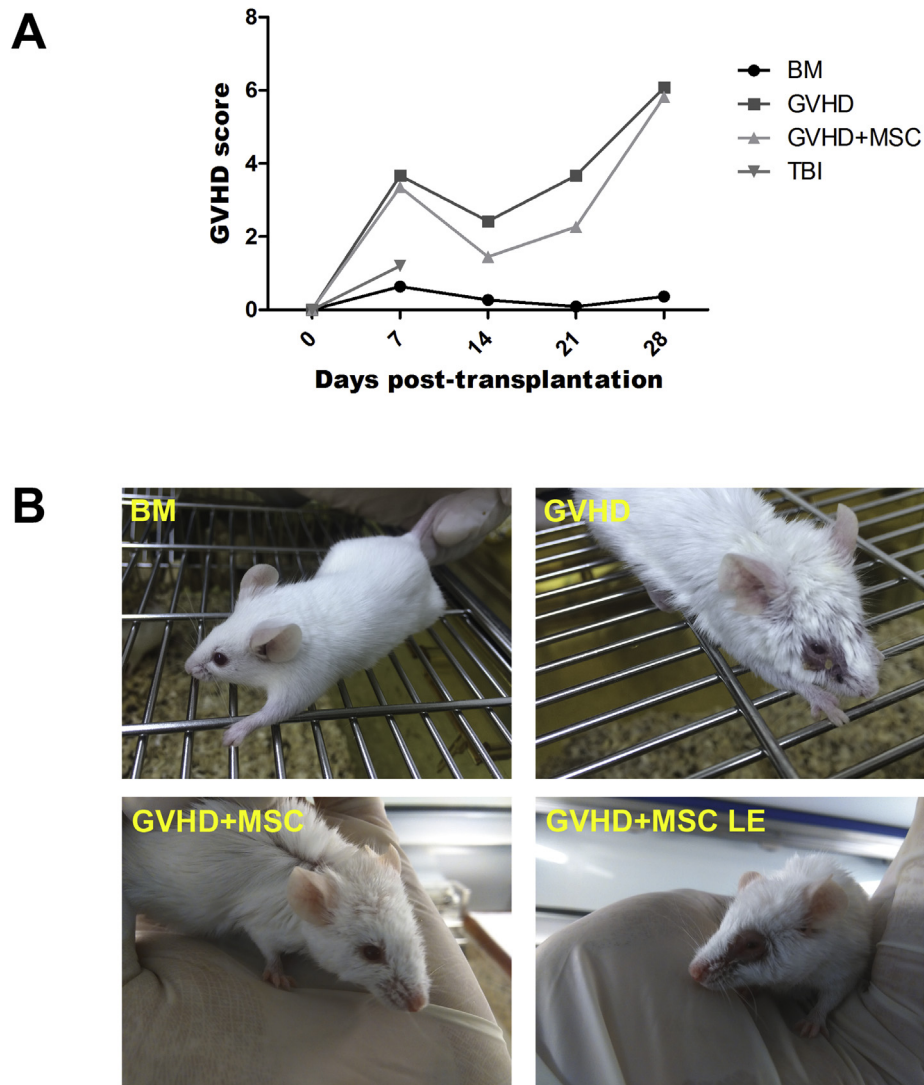 A
8
6
4
2
0
GVHD score
0 7 14 21 28
Days post-transplantation
BM
GVHD
GVHD+MSC
TBI
B
BM
GVHD
GVHD+MSC
GVHD+MSC LE